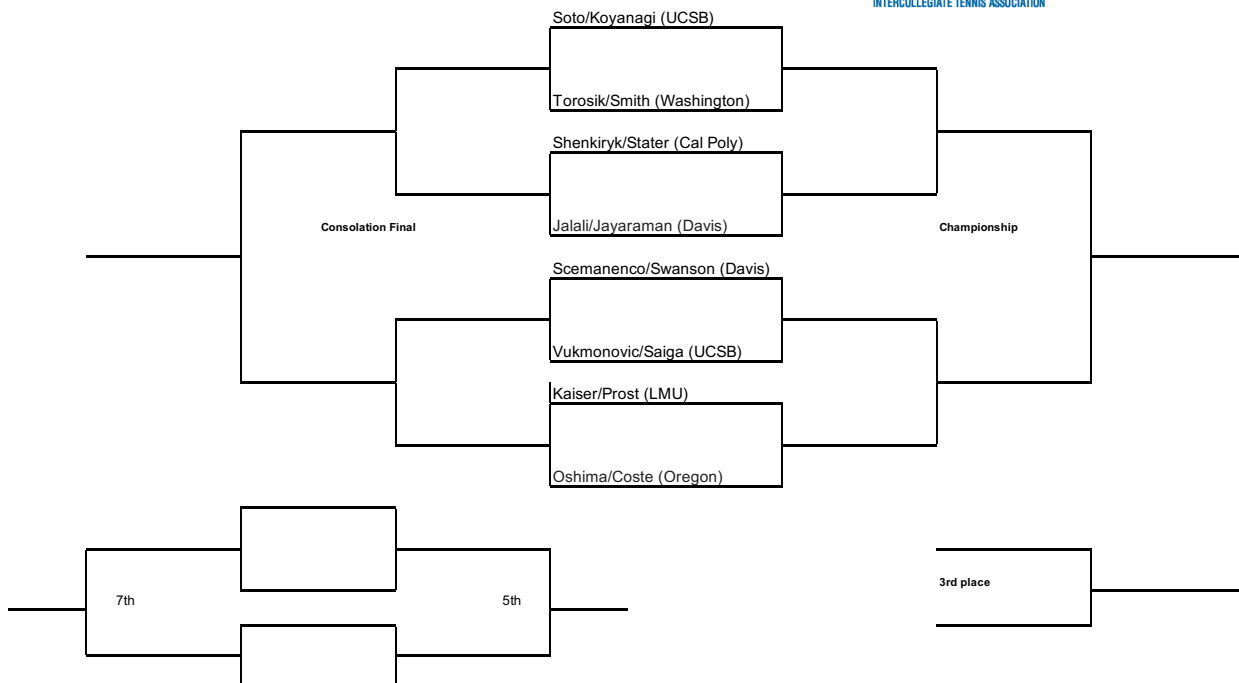 INTERCOLLEGIATE TENNIS ASSOCIATION
Soto/Koyanagi (UCSB)
Torosik/Smith (Washington)
Shenkiryk/Stater (Cal Poly)
Consolation Final
Jalali/Jayaraman (Davis)
Championship
Scemanenco/Swanson (Davis)
Vukmonovic/Saiga (UCSB)
Kaiser/Prost (LMU)
Oshima/Coste (Oregon)
3rd place
7th
5th